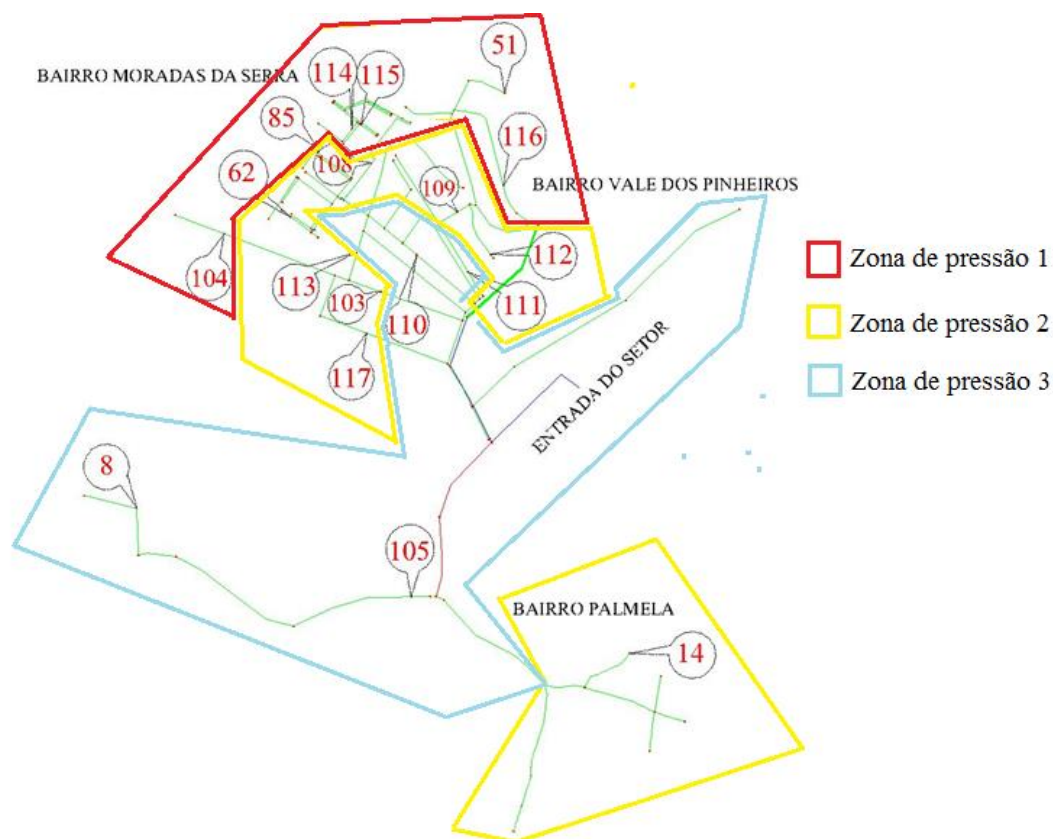 51
BAIRRO MORADAS DA SERRA
114
115
85
116
108
62
109
BAIRRO VALE DOS PINHEIROS
104
113
103
110
111
112
117
Zona de pressão 1
Zona de pressão 2
Zona de pressão 3
ENTRADA DO SETOR
8
105
BAIRRO PALMELA
14